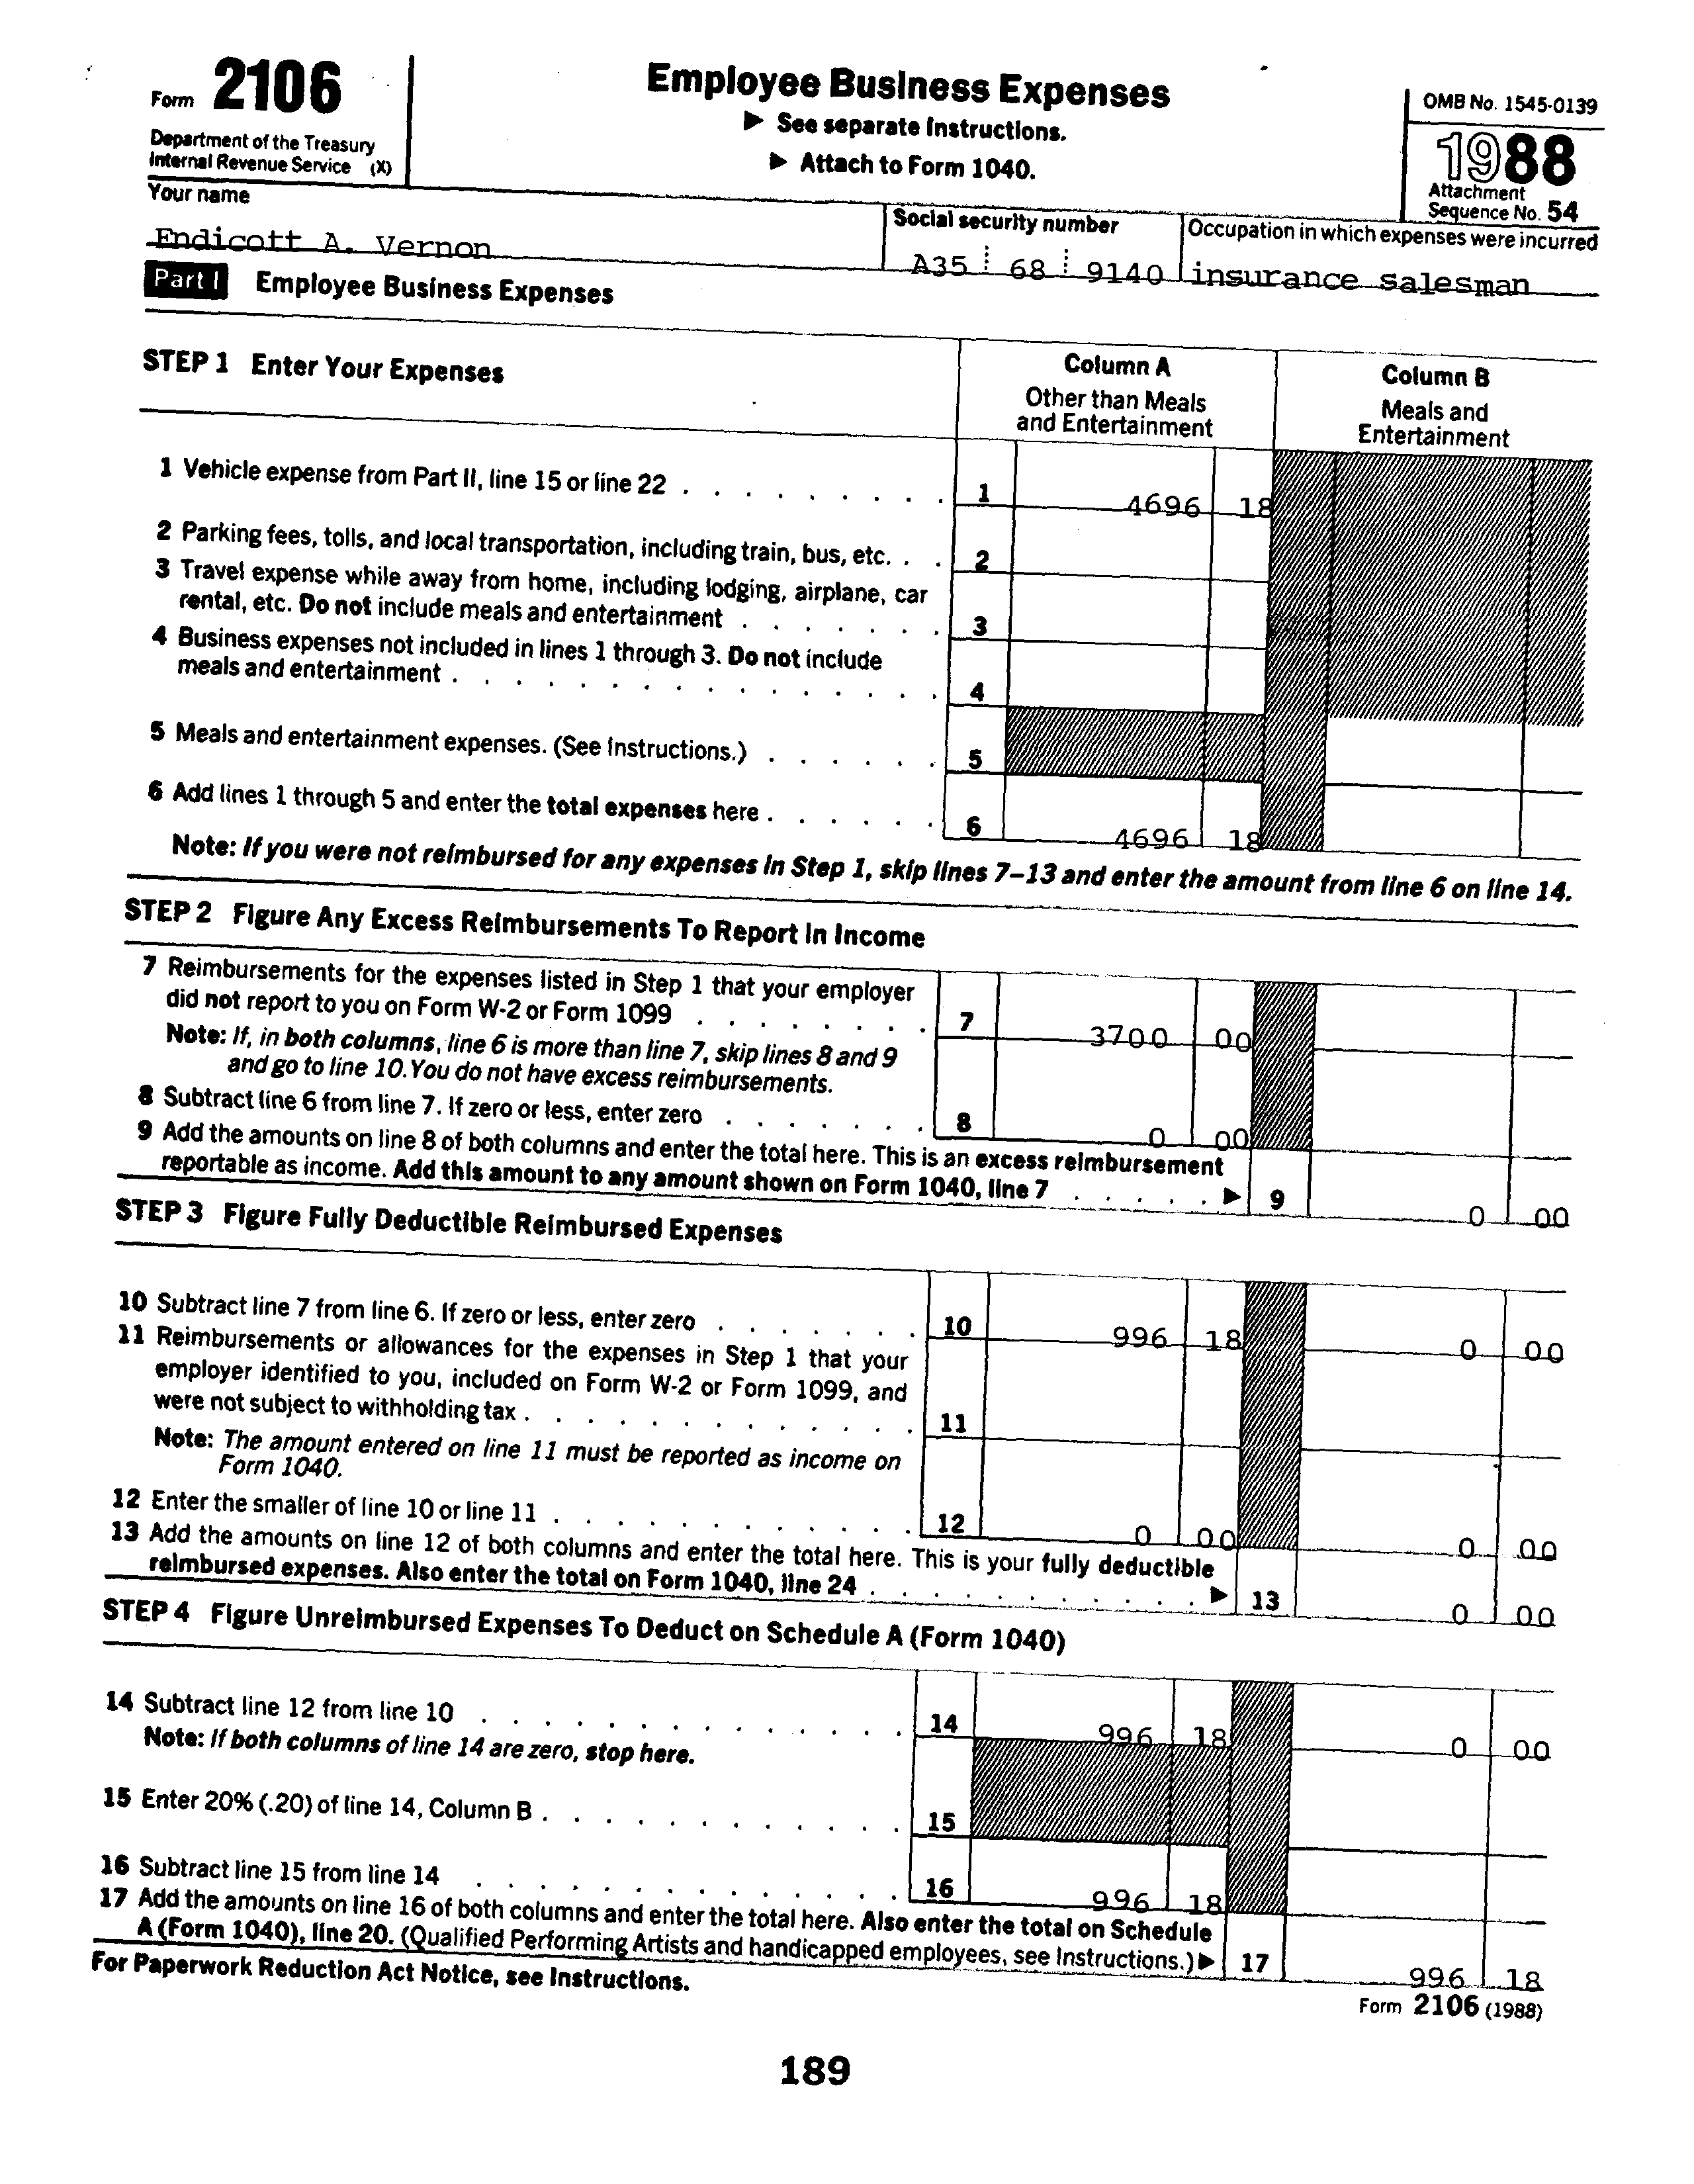 Form 2106
Department of the Treasury
Internal Revenue Service (X)
Employee Business Expenses
▶ See separate Instructions.
▶ Attach to Form 1040.
OMB No. 1545-0139
1988
Attachment
Sequence No. 54
Your name
Endicott A. Vernon
Social security number
A35 68 9140
Occupation in which expenses were incurred
insurance salesman
Part I Employee Business Expenses
STEP 1 Enter Your Expenses
Column A
Other than Meals
and Entertainment
Column B
Meals and
Entertainment
1 Vehicle expense from Part II, line 15 or line 22 . . . . . . . . . 1 4696 18
2 Parking fees, tolls, and local transportation, including train, bus, etc. . . 2
3 Travel expense while away from home, including lodging, airplane, car
rental, etc. Do not include meals and entertainment . . . . . . . 3
4 Business expenses not included in lines 1 through 3. Do not include
meals and entertainment . . . . . . . . . . . . . . . . 4
5 Meals and entertainment expenses. (See Instructions.) . . . . . . 5
6 Add lines 1 through 5 and enter the total expenses here . . . . . . 6 4696 18
Note: If you were not reimbursed for any expenses in Step 1, skip lines 7–13 and enter the amount from line 6 on line 14.
STEP 2 Figure Any Excess Reimbursements To Report In Income
7 Reimbursements for the expenses listed in Step 1 that your employer
did not report to you on Form W-2 or Form 1099 . . . . . . . . 7 3700 00
Note: If, in both columns, line 6 is more than line 7, skip lines 8 and 9
and go to line 10. You do not have excess reimbursements.
8 Subtract line 6 from line 7. If zero or less, enter zero . . . . . . . 8 0 00
9 Add the amounts on line 8 of both columns and enter the total here. This is an excess reimbursement
reportable as income. Add this amount to any amount shown on Form 1040, line 7 . . . . . ▶ 9 0 00
STEP 3 Figure Fully Deductible Reimbursed Expenses
10 Subtract line 7 from line 6. If zero or less, enter zero . . . . . . . 10 996 18 0 00
11 Reimbursements or allowances for the expenses in Step 1 that your
employer identified to you, included on Form W-2 or Form 1099, and
were not subject to withholding tax . . . . . . . . . . . . . 11
Note: The amount entered on line 11 must be reported as income on
Form 1040.
12 Enter the smaller of line 10 or line 11 . . . . . . . . . . . . 12 0 00 0 00
13 Add the amounts on line 12 of both columns and enter the total here. This is your fully deductible
reimbursed expenses. Also enter the total on Form 1040, line 24 . . . . . . . . . . . ▶ 13 0 00
STEP 4 Figure Unreimbursed Expenses To Deduct on Schedule A (Form 1040)
14 Subtract line 12 from line 10 . . . . . . . . . . . . . . 14 996 18 0 00
Note: If both columns of line 14 are zero, stop here.
15 Enter 20% (.20) of line 14, Column B . . . . . . . . . . . . 15
16 Subtract line 15 from line 14 . . . . . . . . . . . . . . 16 996 18
17 Add the amounts on line 16 of both columns and enter the total here. Also enter the total on Schedule
A (Form 1040), line 20. (Qualified Performing Artists and handicapped employees, see Instructions.) ▶ 17 996 18
For Paperwork Reduction Act Notice, see Instructions.
Form 2106 (1988)
189